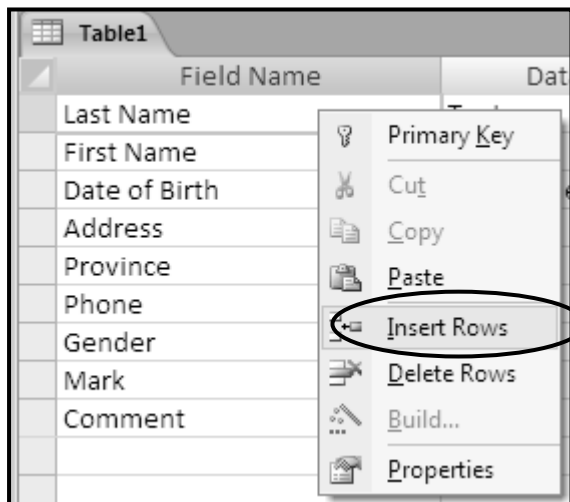 Table1
Field Name
Dat
Last Name
First Name
Date of Birth
Address
Province
Phone
Gender
Mark
Comment
Primary Key
Cut
Copy
Paste
Insert Rows
Delete Rows
Build...
Properties